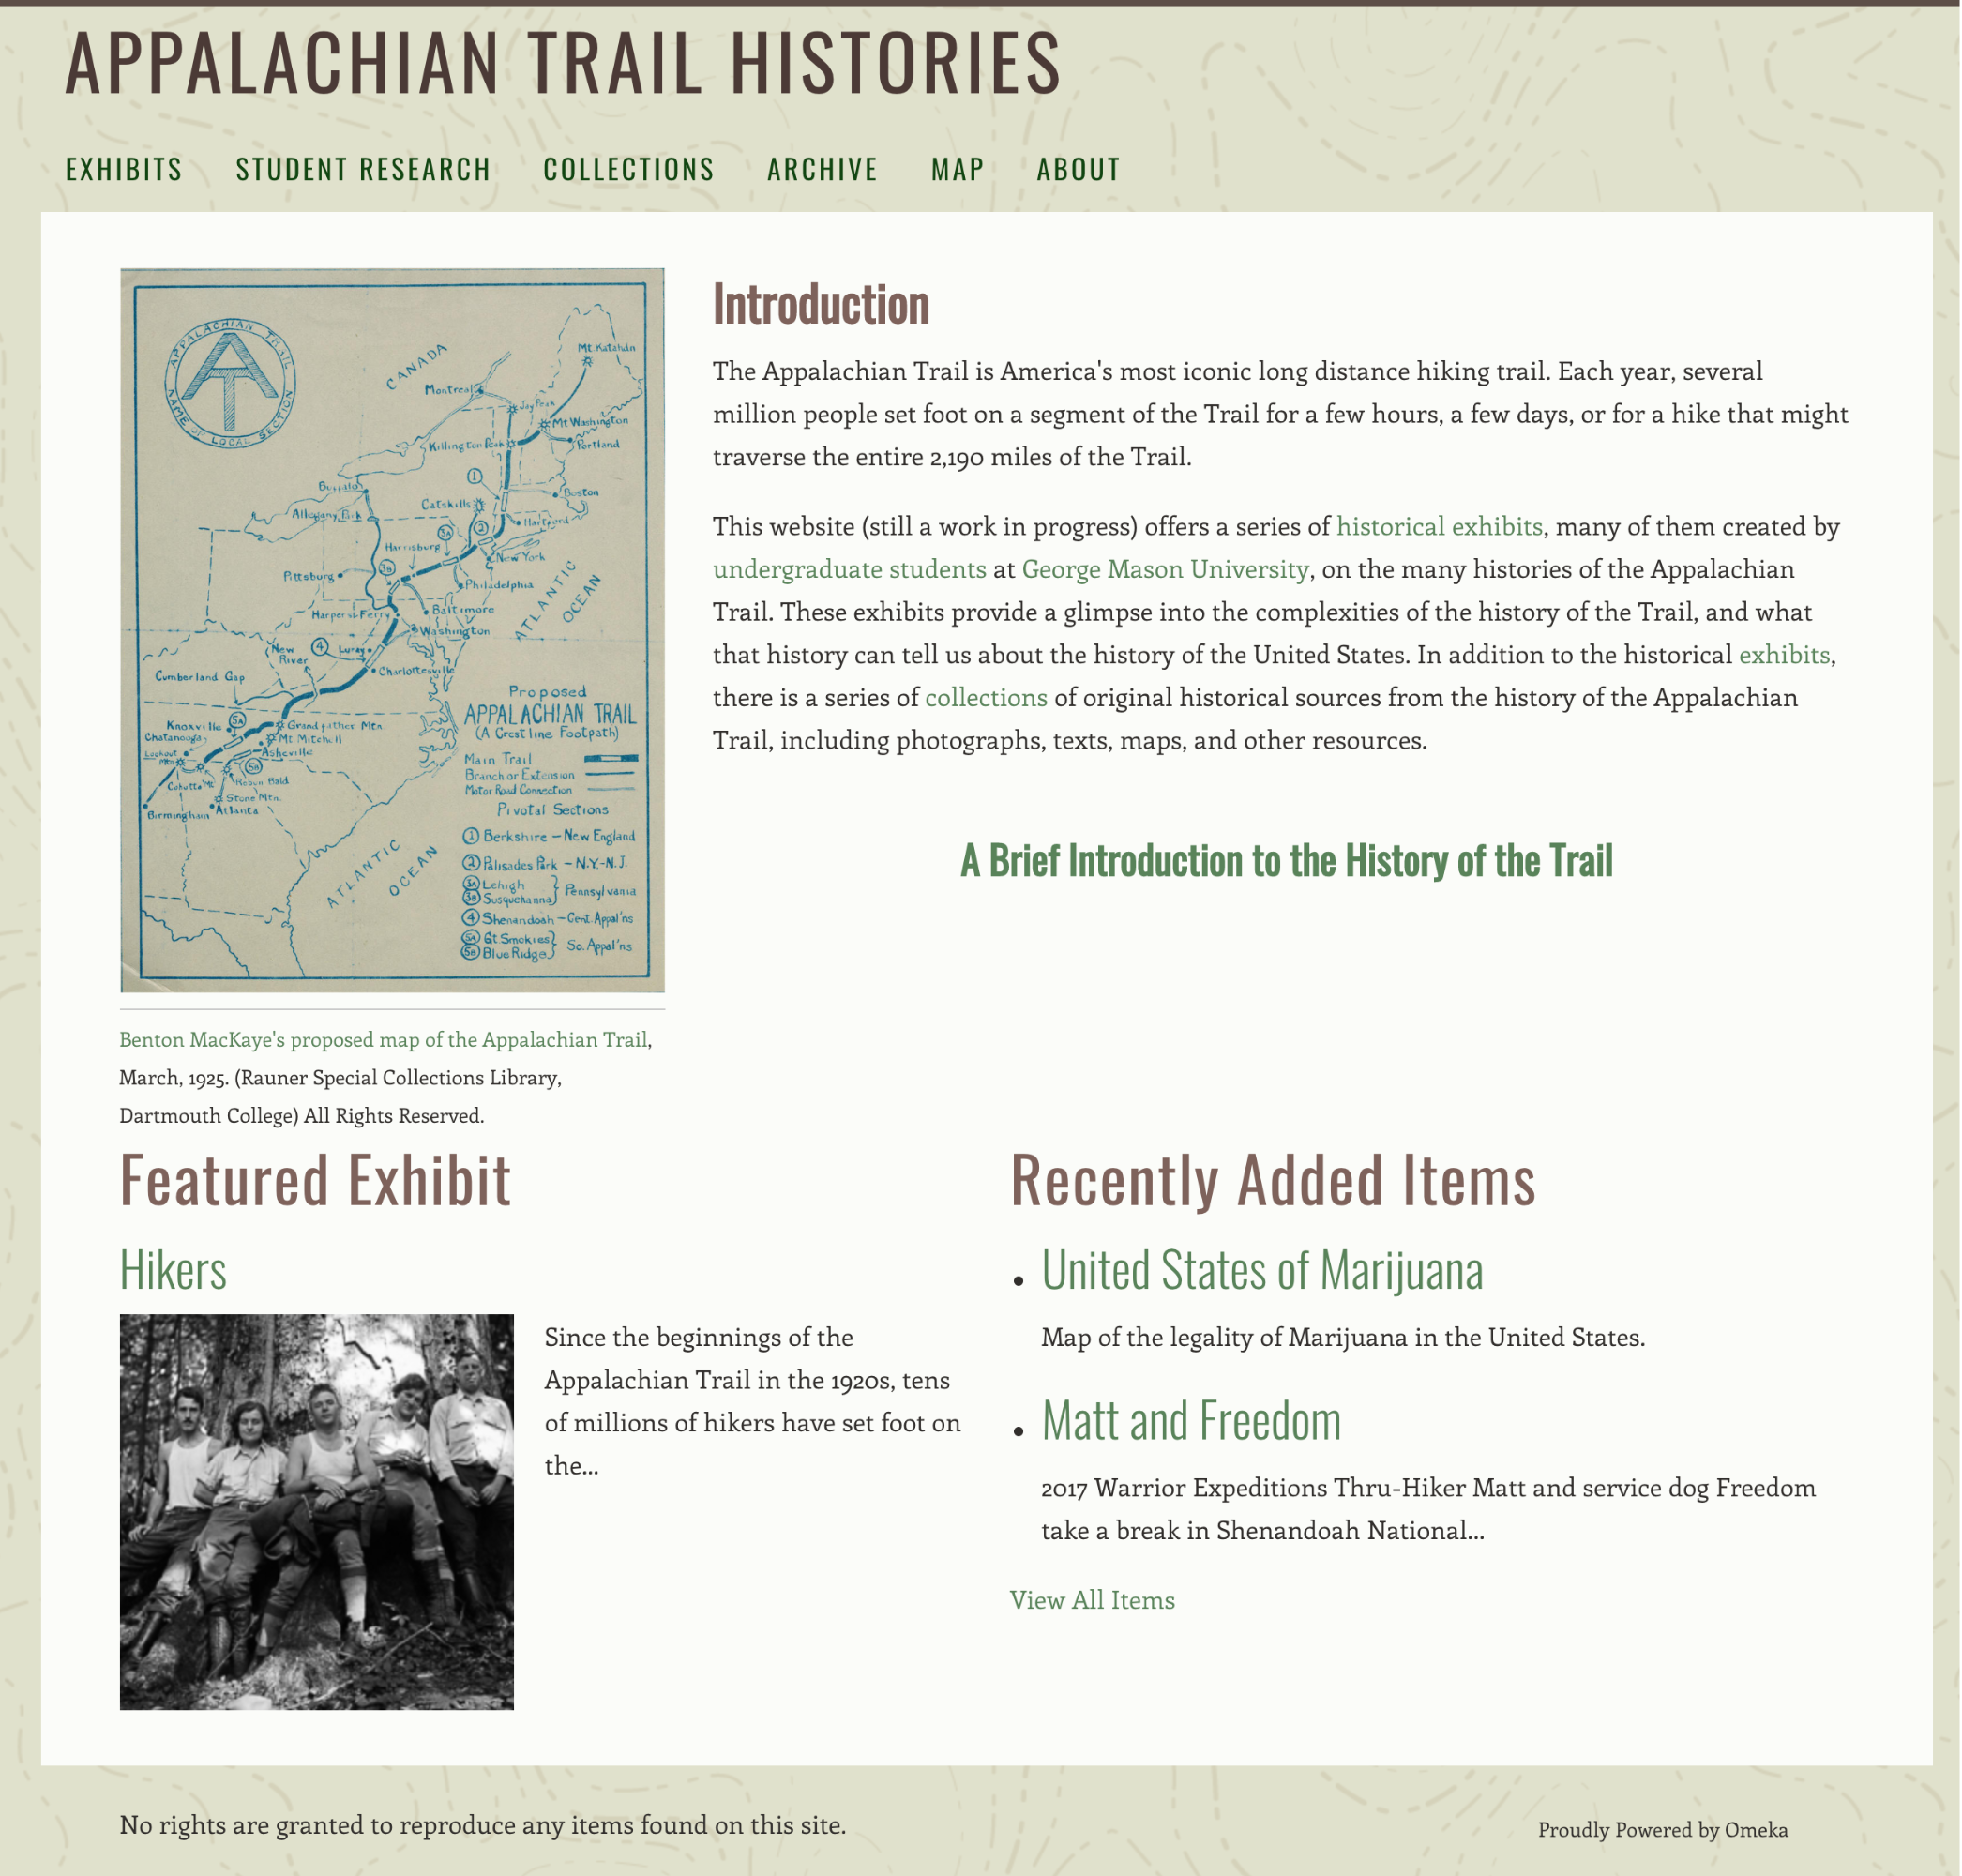 APPALACHIAN TRAIL HISTORIES
EXHIBITS STUDENT RESEARCH COLLECTIONS ARCHIVE MAP ABOUT
APPALACHIAN TRAIL
NAME OF LOCAL SECTION
AT
CANADA
Mt. Katahdin
Montreal
Jay Peak
Mt Washington
Killington Peak
Portland
1
Buffalo
Boston
Catskills
Allegany Park
2
Hartford
3A
Harrisburg
New York
3B
Pittsburg
Philadelphia
ATLANTIC OCEAN
Harpers Ferry
Baltimore
Washington
New River
4
Luray
Cumberland Gap
Charlottesville
Proposed
APPALACHIAN TRAIL
(A Crest line Footpath)
Knoxville
5A
Grandfather Mtn
Chatanooga
Mt Mitchell
Lookout Mtn
Asheville
5B
Cohutta Mt
Rabun Bald
Stone Mtn.
Birmingham
Atlanta
Main Trail
Branch or Extension
Motor Road Connection
Pivotal Sections
1 Berkshire – New England
2 Palisades Park – N.Y.-N.J.
3A Lehigh
3B Susquehanna } Pennsylvania
4 Shenandoah – Cent. Appal'ns
5A Gt. Smokies
5B Blue Ridge } So. Appal'ns
ATLANTIC OCEAN
Benton MacKaye's proposed map of the Appalachian Trail,
March, 1925. (Rauner Special Collections Library,
Dartmouth College) All Rights Reserved.
Introduction
The Appalachian Trail is America's most iconic long distance hiking trail. Each year, several
million people set foot on a segment of the Trail for a few hours, a few days, or for a hike that might
traverse the entire 2,190 miles of the Trail.
This website (still a work in progress) offers a series of historical exhibits, many of them created by
undergraduate students at George Mason University, on the many histories of the Appalachian
Trail. These exhibits provide a glimpse into the complexities of the history of the Trail, and what
that history can tell us about the history of the United States. In addition to the historical exhibits,
there is a series of collections of original historical sources from the history of the Appalachian
Trail, including photographs, texts, maps, and other resources.
A Brief Introduction to the History of the Trail
Featured Exhibit
Hikers
Since the beginnings of the
Appalachian Trail in the 1920s, tens
of millions of hikers have set foot on
the...
Recently Added Items
• United States of Marijuana
Map of the legality of Marijuana in the United States.
• Matt and Freedom
2017 Warrior Expeditions Thru-Hiker Matt and service dog Freedom
take a break in Shenandoah National...
View All Items
No rights are granted to reproduce any items found on this site.
Proudly Powered by Omeka